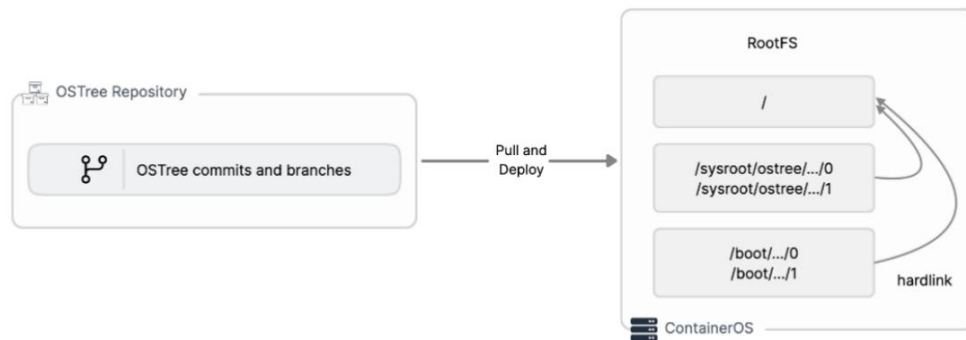 OSTree Repository
OSTree commits and branches
Pull and
Deploy
RootFS
/
/sysroot/ostree/.../0
/sysroot/ostree/.../1
/boot/.../0
/boot/.../1
hardlink
ContainerOS